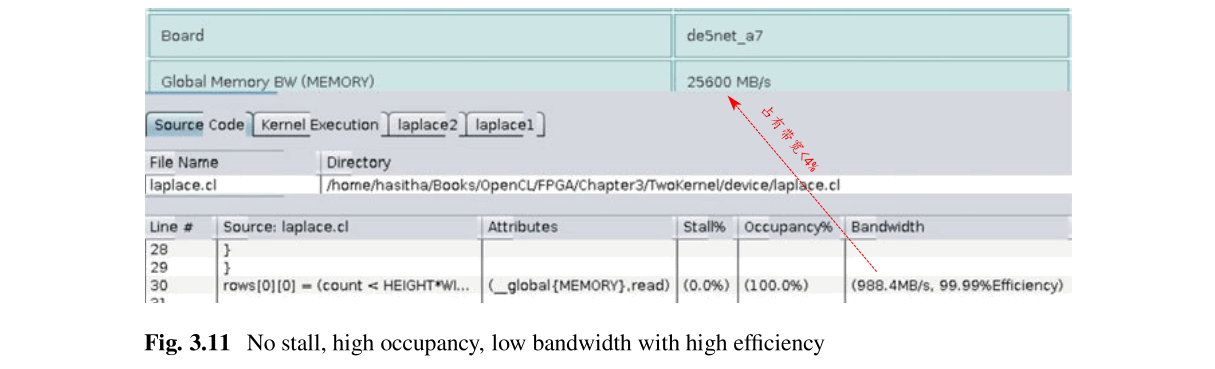 Board de5net_a7
Global Memory BW (MEMORY) 25600 MB/s
占有带宽<4%
Source Code Kernel Execution laplace2 laplace1
File Name Directory
laplace.cl /home/hasitha/Books/OpenCL/FPGA/Chapter3/TwoKernel/device/laplace.cl
Line # Source: laplace.cl Attributes Stall% Occupancy% Bandwidth
28 }
29 }
30 rows[0][0] = (count < HEIGHT*WI... (__global{MEMORY},read) (0.0%) (100.0%) (988.4MB/s, 99.99%Efficiency)
Fig. 3.11 No stall, high occupancy, low bandwidth with high efficiency